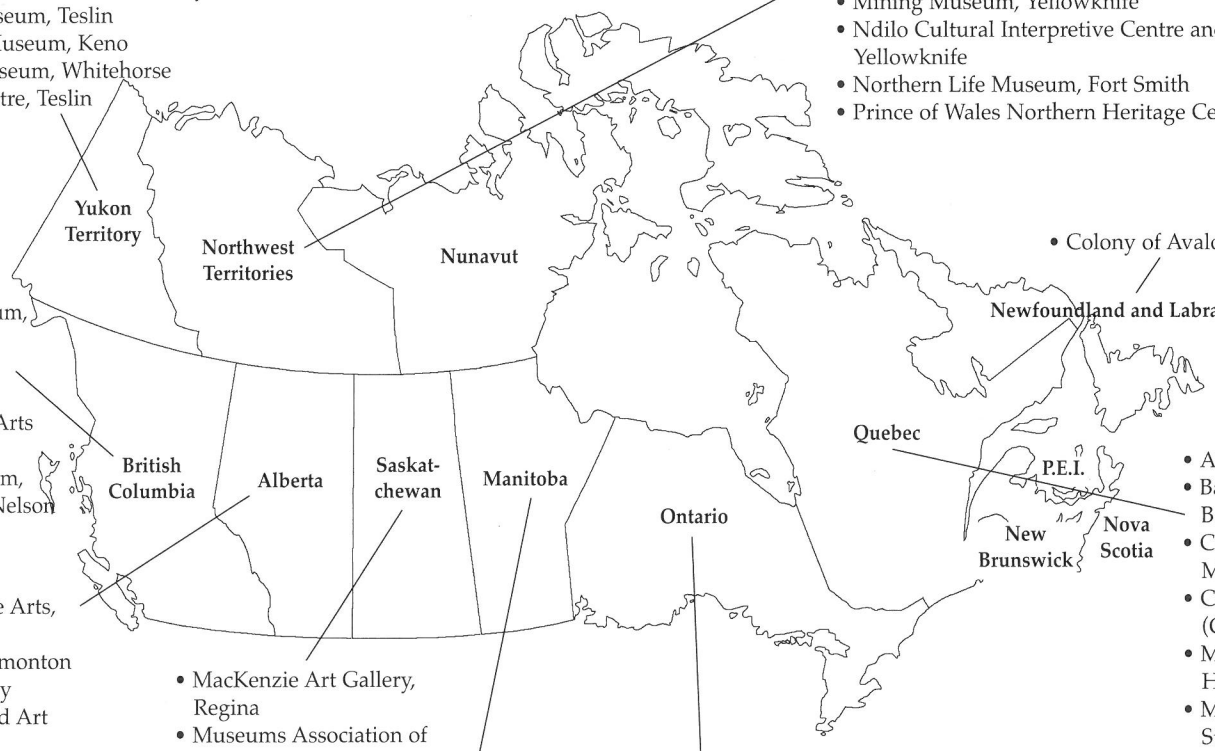 seum, Teslin
Museum, Keno
seum, Whitehorse
tre, Teslin
• Mining Museum, Yellowknife
• Ndilo Cultural Interpretive Centre and
Yellowknife
• Northern Life Museum, Fort Smith
• Prince of Wales Northern Heritage Ce
Yukon
Territory
Northwest
Territories
Nunavut
• Colony of Avalo
Newfoundland and Labra
um,
Arts
m,
Nelson
British
Columbia
Alberta
Saskat-
chewan
Manitoba
Ontario
Quebec
P.E.I.
New
Brunswick
Nova
Scotia
• A
• Ba
B
• C
M
• C
(C
• M
H
• M
St
e Arts,
monton
y
d Art
• MacKenzie Art Gallery,
Regina
• Museums Association of